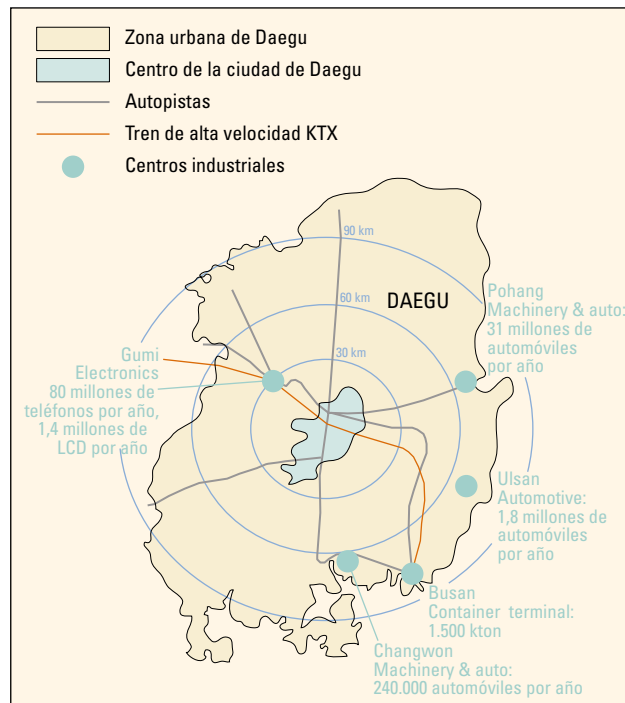 Zona urbana de Daegu
Centro de la ciudad de Daegu
Autopistas
Tren de alta velocidad KTX
Centros industriales
90 km
60 km
30 km
DAEGU
Pohang
Machinery & auto:
31 millones de
automóviles
por año
Gumi
Electronics
80 millones de
teléfonos por año,
1,4 millones de
LCD por año
Ulsan
Automotive:
1,8 millones de
automóviles
por año
Busan
Container terminal:
1.500 kton
Changwon
Machinery & auto:
240.000 automóviles por año